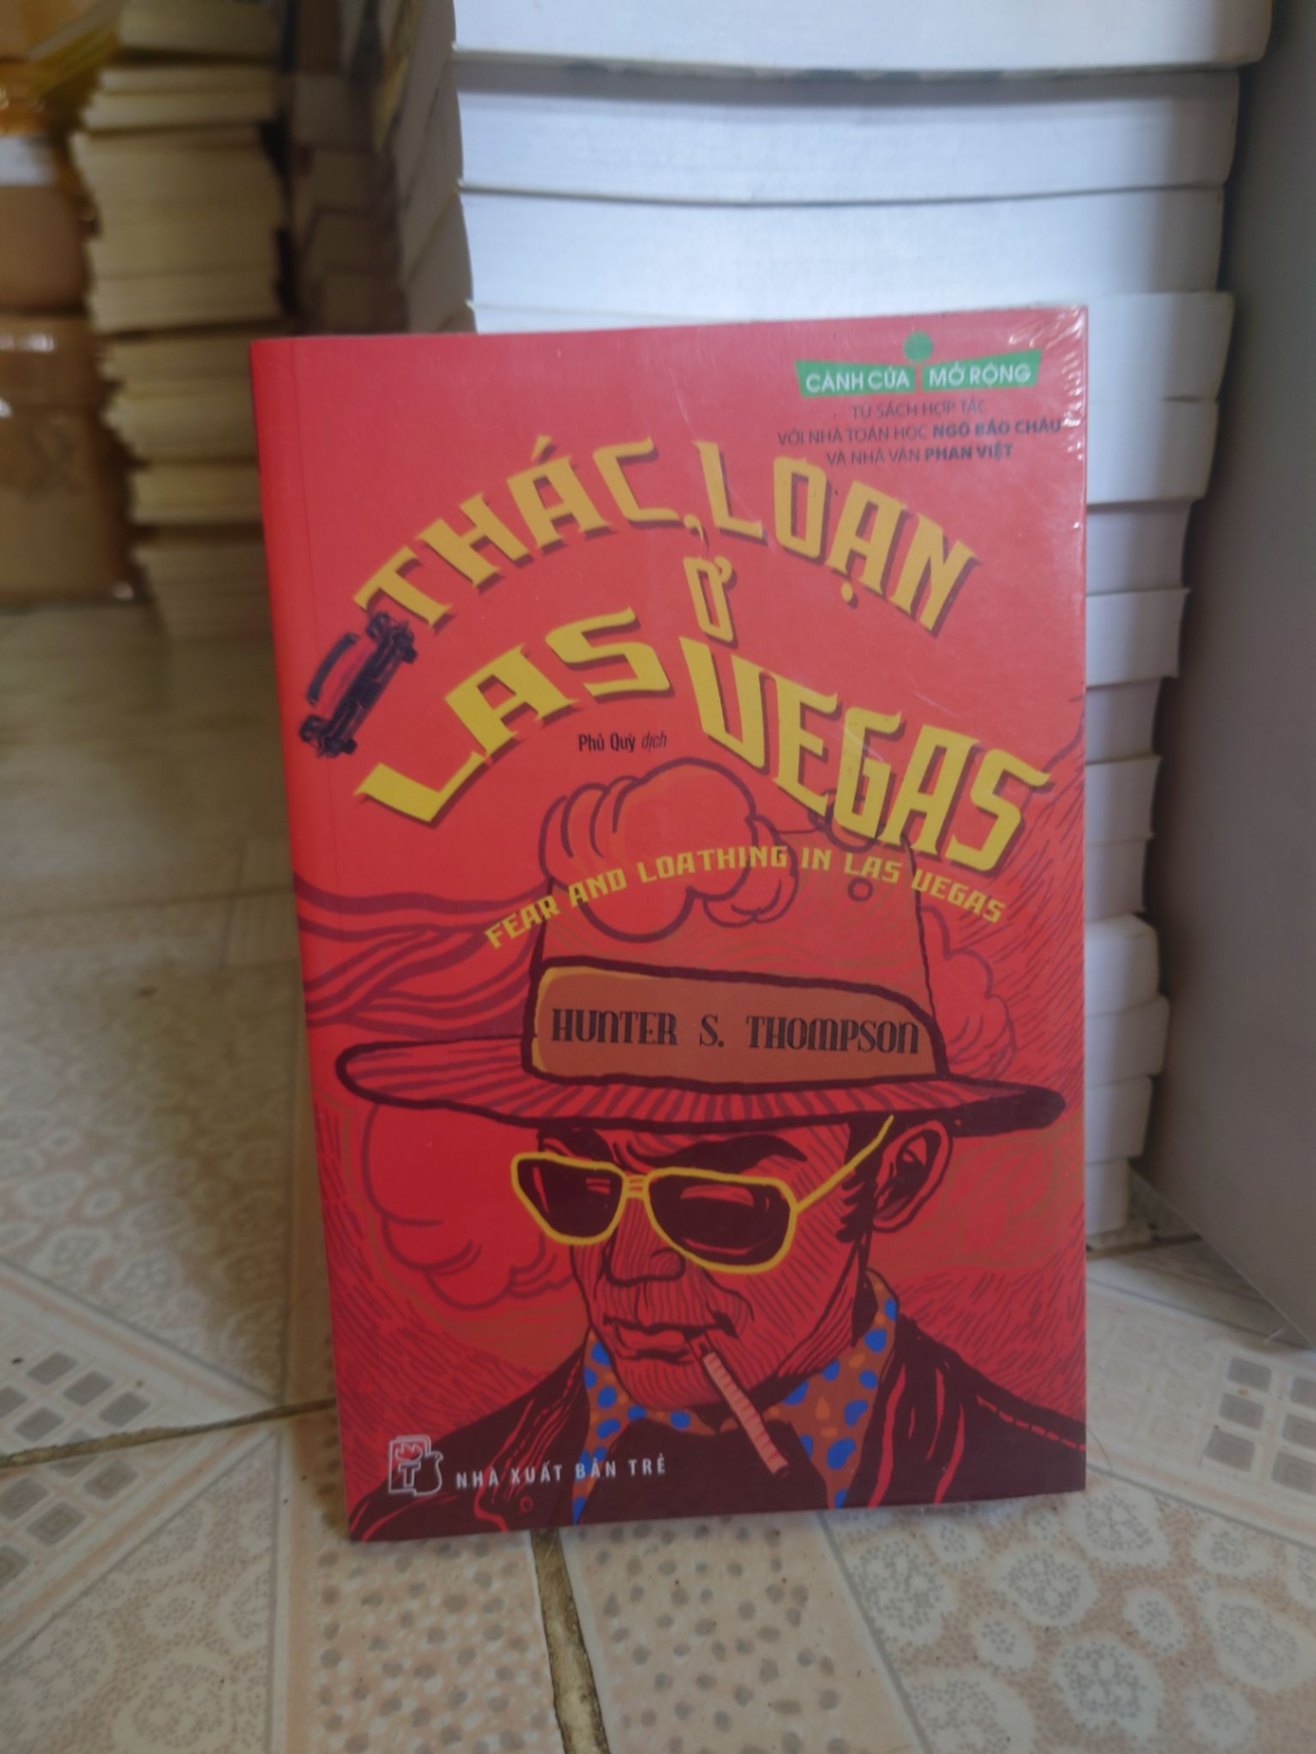 CÁNH CỬA MỞ RỘNG
TỦ SÁCH HỢP TÁC
VỚI NHÀ TOÁN HỌC NGÔ BẢO CHÂU
VÀ NHÀ VĂN PHAN VIỆT
THÁC LOẠN
Ở
LAS VEGAS
Phù Quỳ dịch
FEAR AND LOATHING IN LAS VEGAS
HUNTER S. THOMPSON
T
NHÀ XUẤT BẢN TRẺ